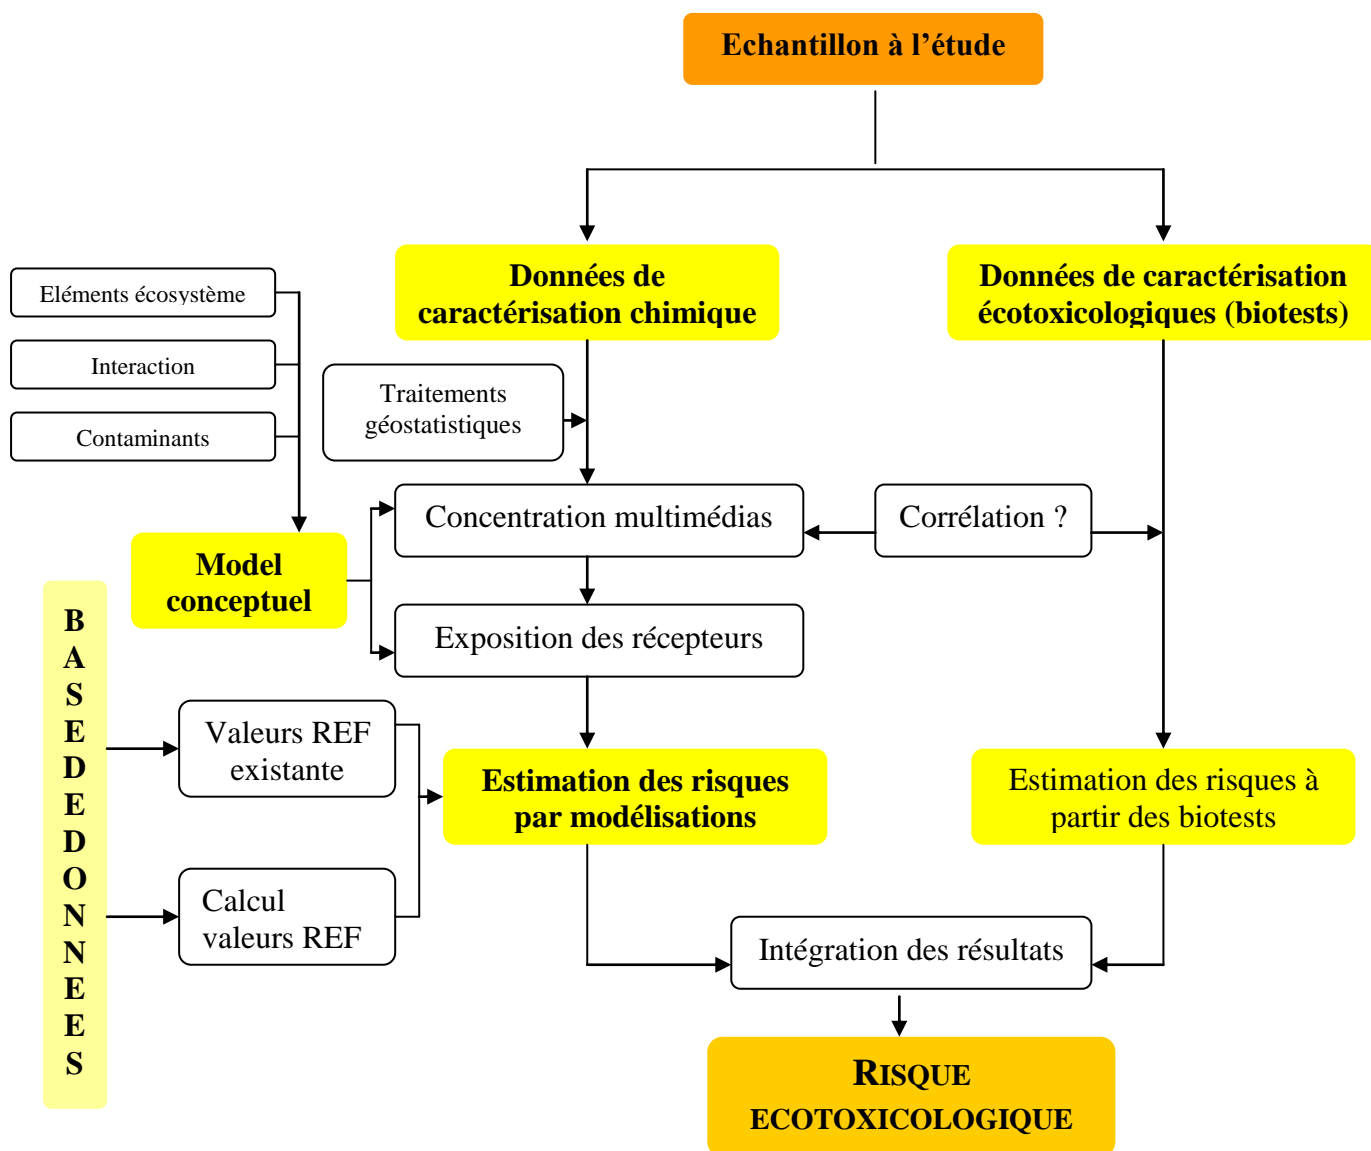 Echantillon à l’étude
Données de
caractérisation chimique
Données de caractérisation
écotoxicologiques (biotests)
Eléments écosystème
Interaction
Contaminants
Traitements
géostatistiques
Concentration multimédias
Corrélation ?
Model
conceptuel
Exposition des récepteurs
B
A
S
E
D
E
D
O
N
N
E
E
S
Valeurs REF
existante
Estimation des risques
par modélisations
Estimation des risques à
partir des biotests
Calcul
valeurs REF
Intégration des résultats
RISQUE
ECOTOXICOLOGIQUE